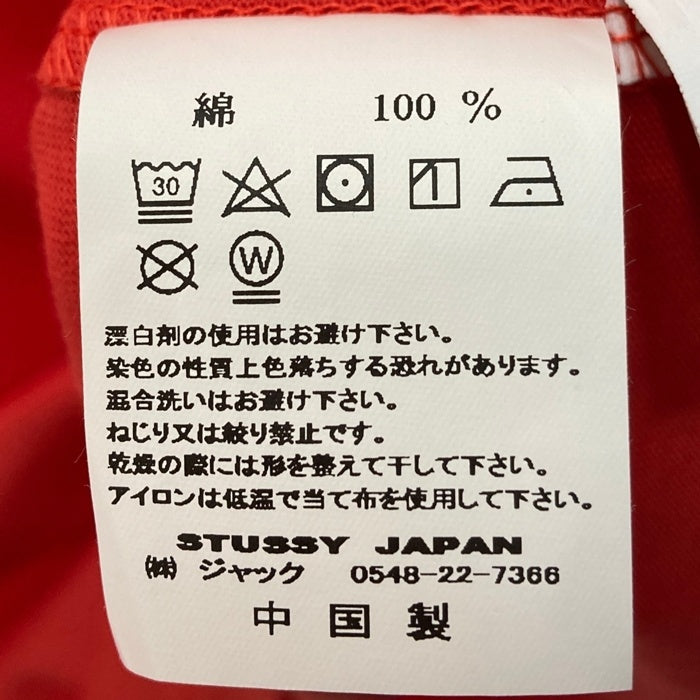 綿 100 %
30
W
漂白剤の使用はお避け下さい。
染色の性質上色落ちする恐れがあります。
混合洗いはお避け下さい。
ねじり又は絞り禁止です。
乾燥の際には形を整えて干して下さい。
アイロンは低温で当て布を使用して下さい。
STUSSY JAPAN
㈱ ジャック 0548-22-7366
中国製